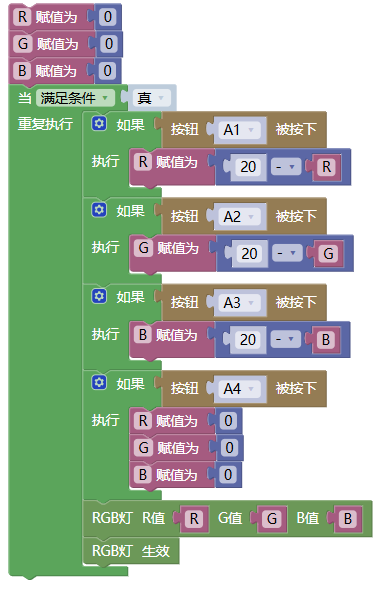 R 赋值为 0
G 赋值为 0
B 赋值为 0
当 满足条件 真
重复执行 如果 按钮 A1 被按下
执行 R 赋值为 20 - R
如果 按钮 A2 被按下
执行 G 赋值为 20 - G
如果 按钮 A3 被按下
执行 B 赋值为 20 - B
如果 按钮 A4 被按下
执行 R 赋值为 0
G 赋值为 0
B 赋值为 0
RGB灯 R值 R G值 G B值 B
RGB灯 生效